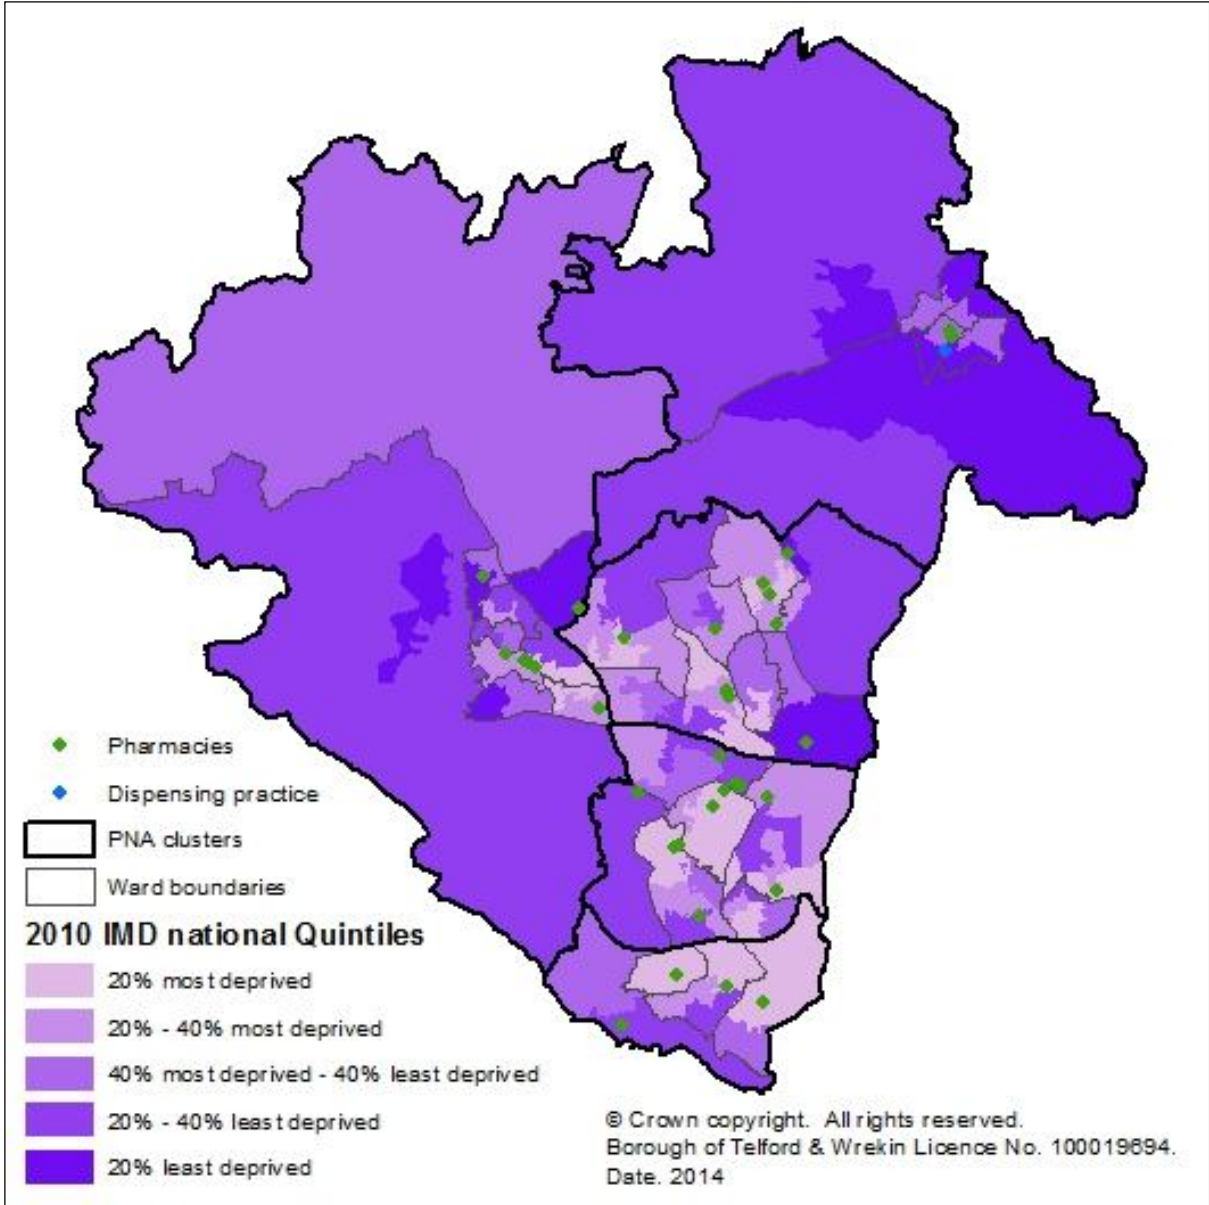 Pharmacies
Dispensing practice
PNA clusters
Ward boundaries
2010 IMD national Quintiles
20% most deprived
20% - 40% most deprived
40% most deprived - 40% least deprived
20% - 40% least deprived
20% least deprived
© Crown copyright. All rights reserved.
Borough of Telford & Wrekin Licence No. 100019694.
Date. 2014